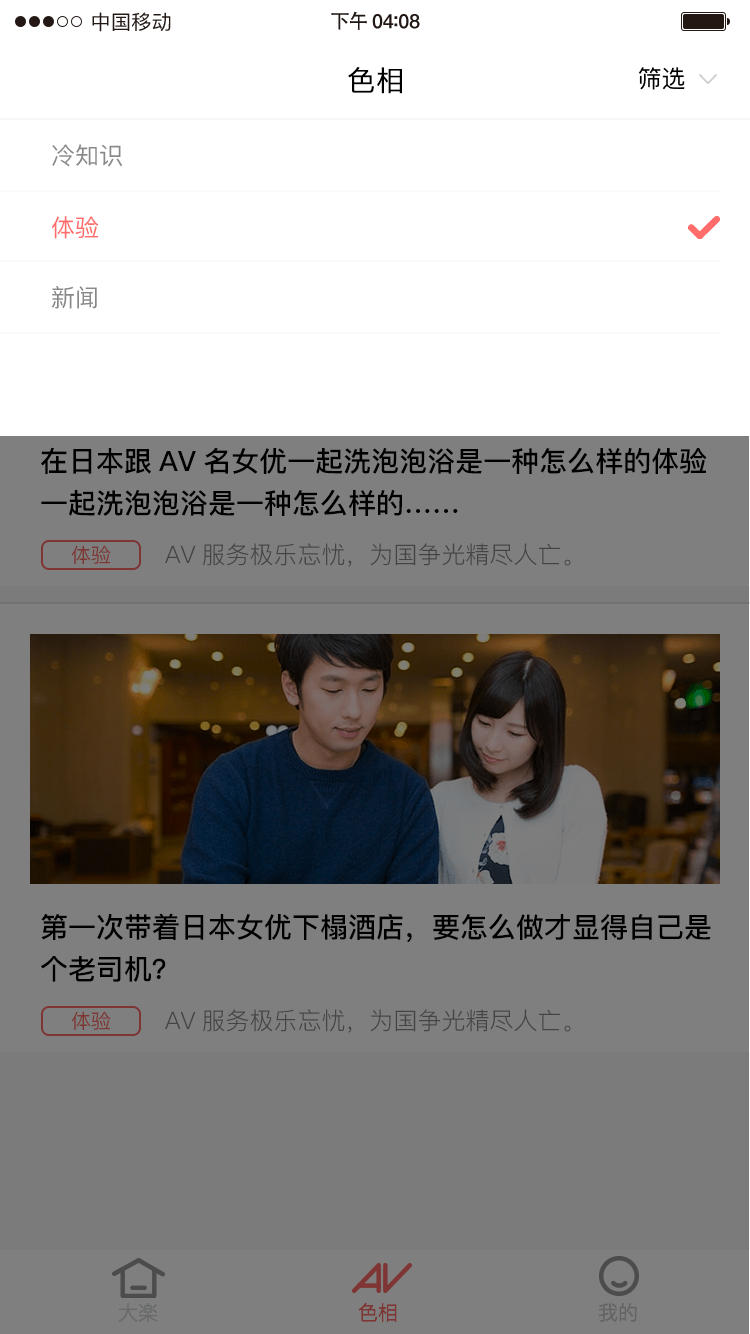 中国移动 下午 04:08
色相 筛选
冷知识
体验
新闻
在日本跟 AV 名女优一起洗泡泡浴是一种怎么样的体验
一起洗泡泡浴是一种怎么样的……
体验 AV 服务极乐忘忧，为国争光精尽人亡。
第一次带着日本女优下榻酒店，要怎么做才显得自己是
个老司机?
体验 AV 服务极乐忘忧，为国争光精尽人亡。
AV
大楽 色相 我的